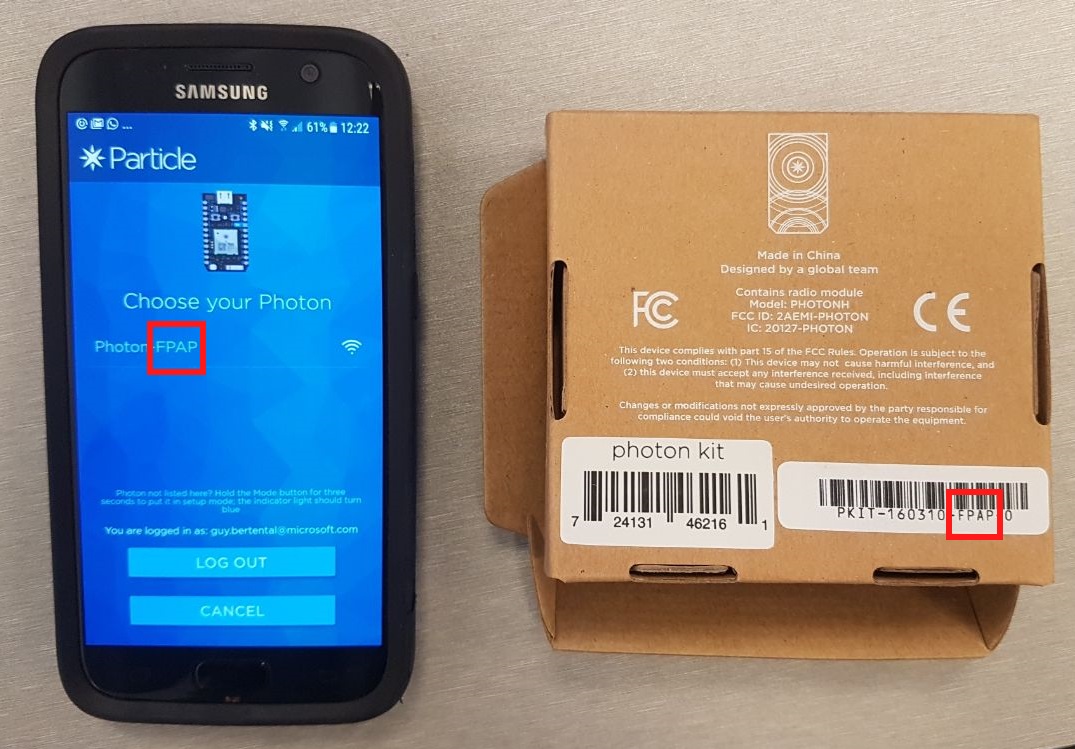 SAMSUNG
61% 12:22
Particle
Choose your Photon
Photon-FPAP
Photon not listed here? Hold the Mode button for three
seconds to put it in setup mode; the indicator light should turn
blue
You are logged in as: guy.bertental@microsoft.com
LOG OUT
CANCEL
Made in China
Designed by a global team
FC
Contains radio module
Model: PHOTONH
FCC ID: 2AEMI-PHOTON
IC: 20127-PHOTON
CE
This device complies with part 15 of the FCC Rules. Operation is subject to the
following two conditions: (1) This device may not cause harmful interference, and
(2) this device must accept any interference received, including interference
that may cause undesired operation.
Changes or modifications not expressly approved by the party responsible for
compliance could void the user's authority to operate the equipment.
photon kit
7 24131 46216 1
PKIT-160310-FPAP-0